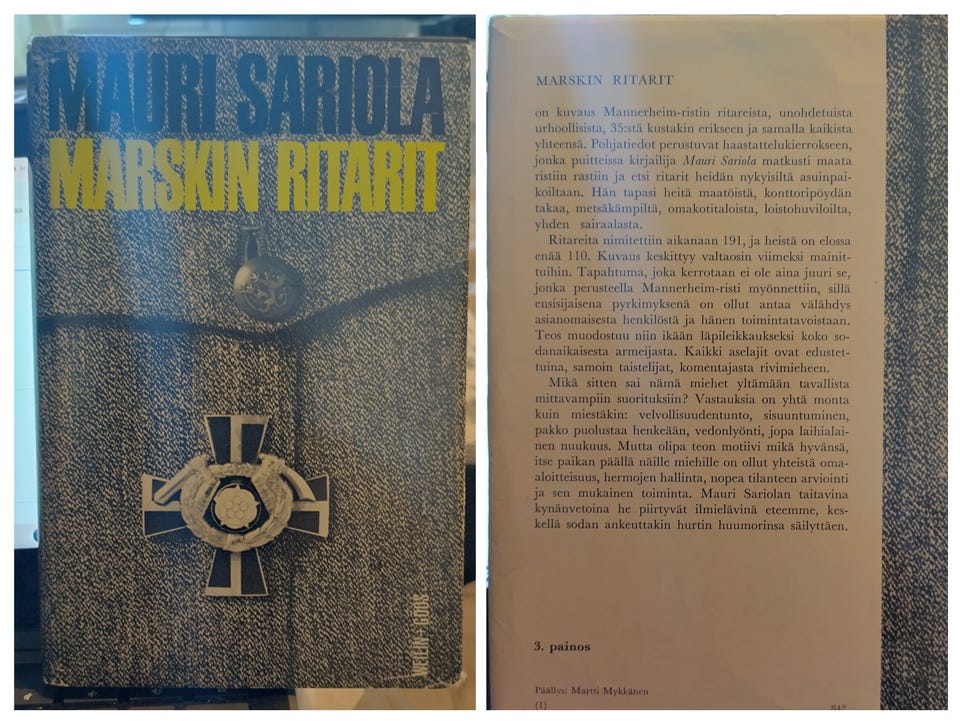 MAURI SARIOLA
MARSKIN RITARIT
WEILIN+GÖÖS
MARSKIN RITARIT
on kuvaus Mannerheim-ristin ritareista, unohdetuista
urhoollisista, 35:stä kustakin erikseen ja samalla kaikista
yhteensä. Pohjatiedot perustuvat haastattelukierrokseen,
jonka puitteissa kirjailija Mauri Sariola matkusti maata
ristiin rastiin ja etsi ritarit heidän nykyisiltä asuinpai-
koiltaan. Hän tapasi heitä maatöistä, konttoripöydän
takaa, metsäkämpiltä, omakotitaloista, loistohuviloilta,
yhden sairaalasta.
Ritareita nimitettiin aikanaan 191, ja heistä on elossa
enää 110. Kuvaus keskittyy valtaosin viimeksi mainit-
tuihin. Tapahtuma, joka kerrotaan ei ole aina juuri se,
jonka perusteella Mannerheim-risti myönnettiin, sillä
ensisijaisena pyrkimyksenä on ollut antaa välähdys
asianomaisesta henkilöstä ja hänen toimintatavoistaan.
Teos muodostuu niin ikään läpileikkaukseksi koko so-
danaikaisesta armeijasta. Kaikki aselajit ovat edustet-
tuina, samoin taistelijat, komentajasta rivimieheen.
Mikä sitten sai nämä miehet yltämään tavallista
mittavampiin suorituksiin? Vastauksia on yhtä monta
kuin miestäkin: velvollisuudentunto, sisuuntuminen,
pakko puolustaa henkeään, vedonlyönti, jopa laihialai-
nen nuukuus. Mutta olipa teon motiivi mikä hyvänsä,
itse paikan päällä näille miehille on ollut yhteistä oma-
aloitteisuus, hermojen hallinta, nopea tilanteen arviointi
ja sen mukainen toiminta. Mauri Sariolan taitavina
kynänvetoina he piirtyvät ilmielävinä eteemme, kes-
kellä sodan ankeuttakin hurtin huumorinsa säilyttäen.
3. painos
Päällys: Martti Mykkänen
(1)
842